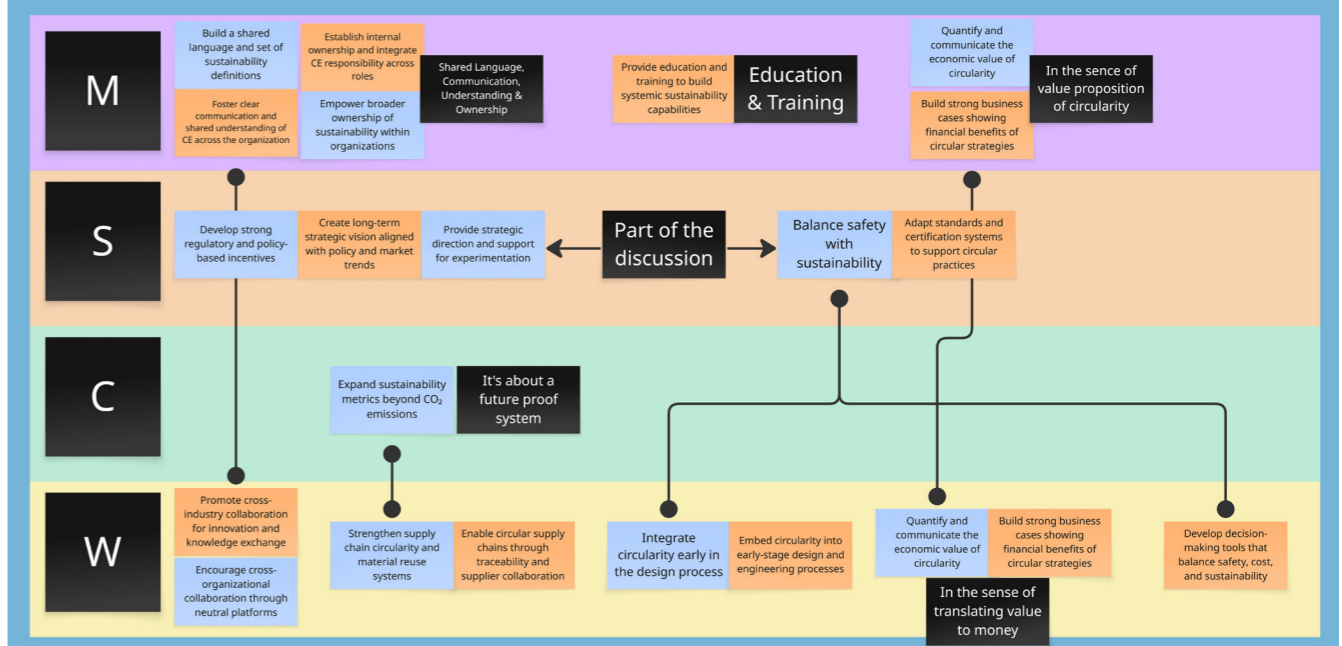 M
Build a shared
language and set of
sustainability
definitions
Establish internal
ownership and integrate
CE responsibility across
roles
Foster clear
communication and
shared understanding of
CE across the organization
Empower broader
ownership of
sustainability within
organizations
Shared Language,
Communication,
Understanding &
Ownership
Provide education and
training to build
systemic sustainability
capabilities
Education
& Training
Quantify and
communicate the
economic value of
circularity
Build strong business
cases showing
financial benefits of
circular strategies
In the sence of
value proposition
of circularity
S
Develop strong
regulatory and policy-
based incentives
Create long-term
strategic vision aligned
with policy and market
trends
Provide strategic
direction and support
for experimentation
Part of the
discussion
Balance safety
with
sustainability
Adapt standards and
certification systems
to support circular
practices
C
Expand sustainability
metrics beyond CO₂
emissions
It's about a
future proof
system
W
Promote cross-
industry collaboration
for innovation and
knowledge exchange
Encourage cross-
organizational
collaboration through
neutral platforms
Strengthen supply
chain circularity and
material reuse
systems
Enable circular supply
chains through
traceability and
supplier collaboration
Integrate
circularity early in
the design process
Embed circularity into
early-stage design and
engineering processes
Quantify and
communicate the
economic value of
circularity
Build strong business
cases showing
financial benefits of
circular strategies
In the sense of
translating value
to money
Develop decision-
making tools that
balance safety, cost,
and sustainability